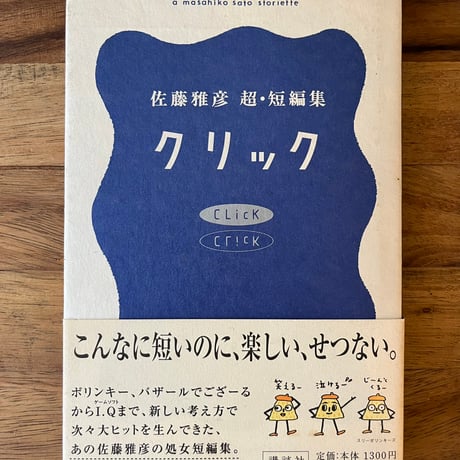 a masahiko sato storiette
佐藤雅彦 超・短編集
クリック
CLicK
CLicK
こんなに短いのに、楽しい、せつない。
ポリンキー、バザールでござーる
ゲームソフト
からI.Qまで、新しい考え方で
次々大ヒットを生んできた、
あの佐藤雅彦の処女短編集。
笑えるー
泣けるー
じーんと
くるー
スリーポリンキーズ
講談社
定価:本体1300円